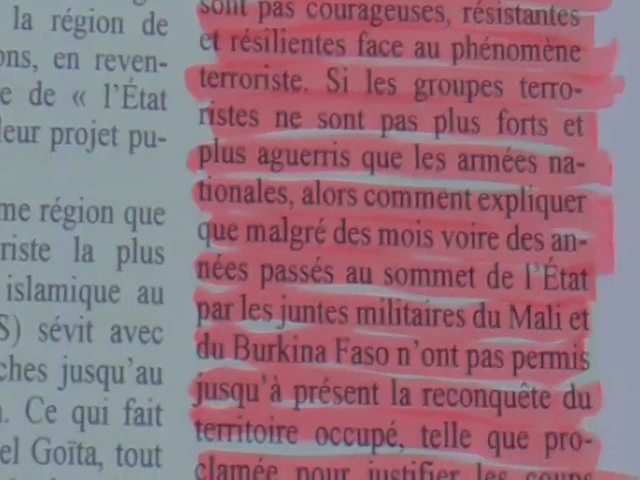 la région de
ons, en reven-
e de « l'État
leur projet pu-
me région que
riste la plus
islamique au
S) sévit avec
ches jusqu'au
. Ce qui fait
el Goïta, tout
sont pas courageuses, résistantes
et résilientes face au phénomène
terroriste. Si les groupes terro-
ristes ne sont pas plus forts et
plus aguerris que les armées na-
tionales, alors comment expliquer
que malgré des mois voire des an-
nées passés au sommet de l'État
par les juntes militaires du Mali et
du Burkina Faso n'ont pas permis
jusqu'à présent la reconquête du
territoire occupé, telle que pro-
clamée pour justifier les coups